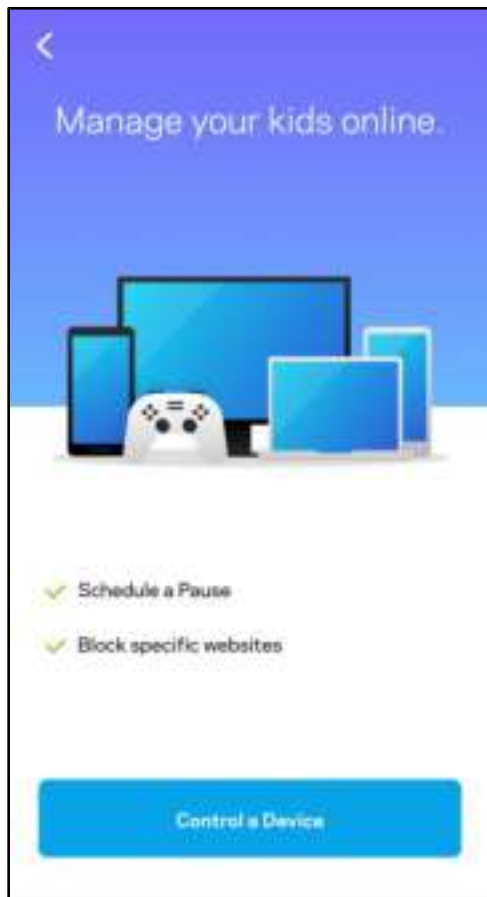 Manage your kids online.
Schedule a Pause
Block specific websites
Control a Device